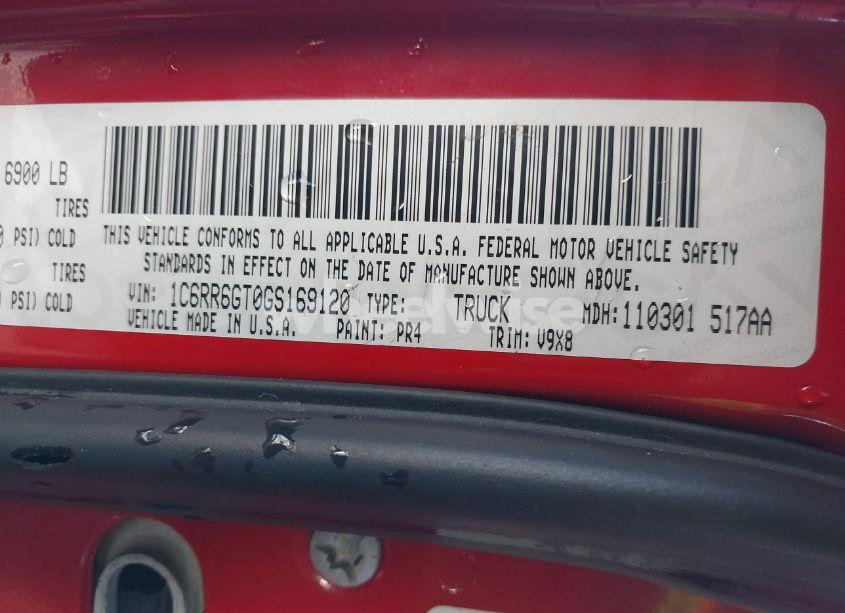 6900 LB
TIRES
PSI) COLD
THIS VEHICLE CONFORMS TO ALL APPLICABLE U.S.A. FEDERAL MOTOR VEHICLE SAFETY
STANDARDS IN EFFECT ON THE DATE OF MANUFACTURE SHOWN ABOVE.
TIRES
PSI) COLD
VIN: 1C6RR6GT0GS169120 TYPE: TRUCK MDH:110301 517AA
VEHICLE MADE IN U.S.A. PAINT: PR4 TRIM: V9X8